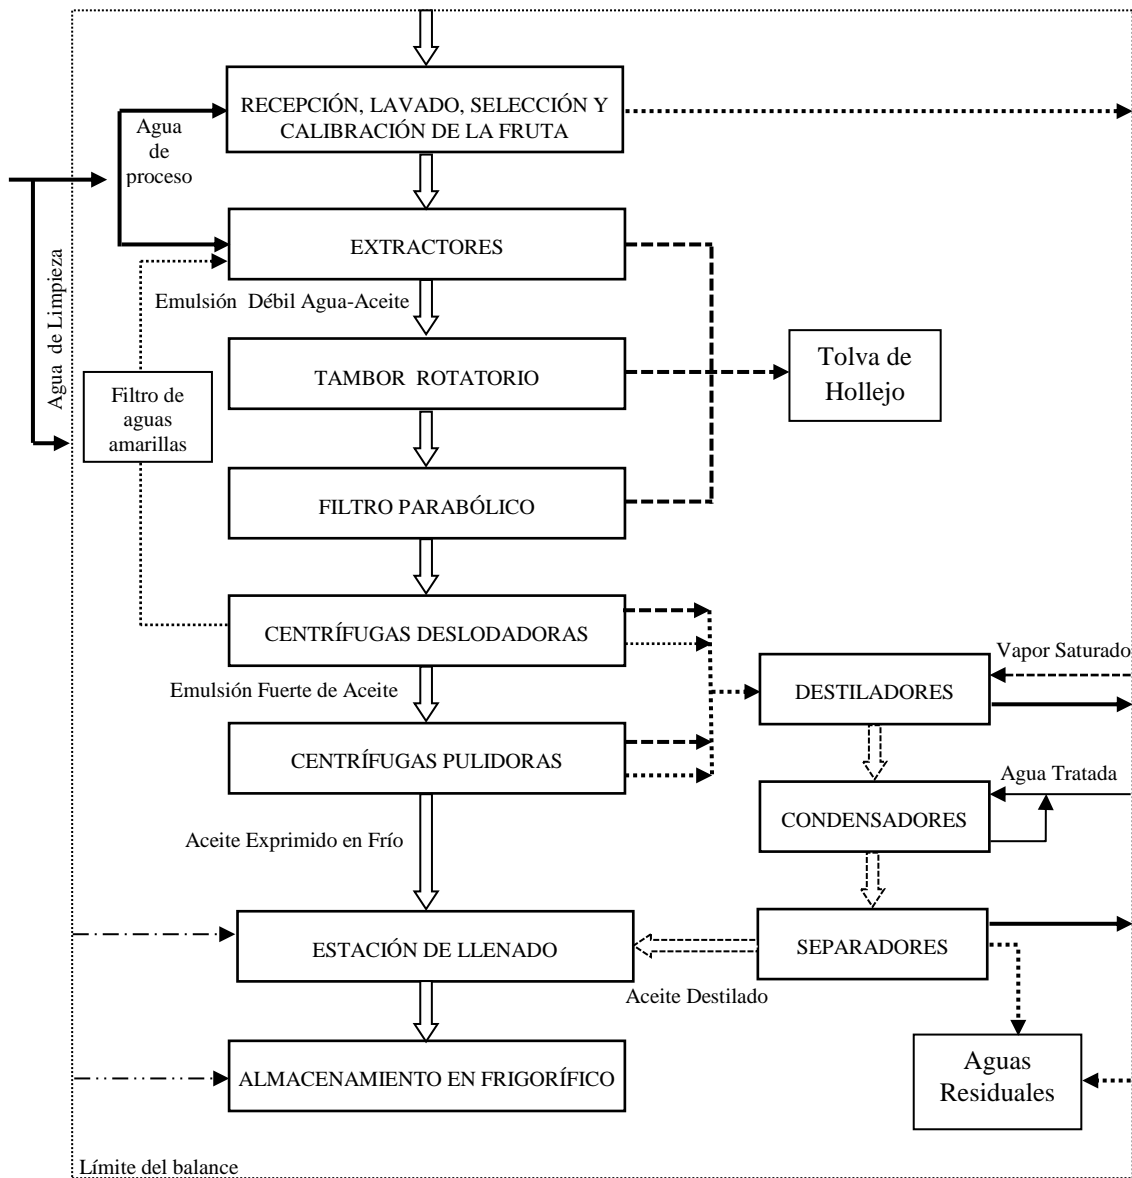 RECEPCIÓN, LAVADO, SELECCIÓN Y
CALIBRACIÓN DE LA FRUTA
Agua
de
proceso
Agua de Limpieza
EXTRACTORES
Emulsión Débil Agua-Aceite
TAMBOR ROTATORIO
Tolva de
Hollejo
Filtro de
aguas
amarillas
FILTRO PARABÓLICO
CENTRÍFUGAS DESLODADORAS
Vapor Saturado
Emulsión Fuerte de Aceite
DESTILADORES
CENTRÍFUGAS PULIDORAS
Agua Tratada
CONDENSADORES
Aceite Exprimido en Frío
ESTACIÓN DE LLENADO
SEPARADORES
Aceite Destilado
ALMACENAMIENTO EN FRIGORÍFICO
Aguas
Residuales
Límite del balance